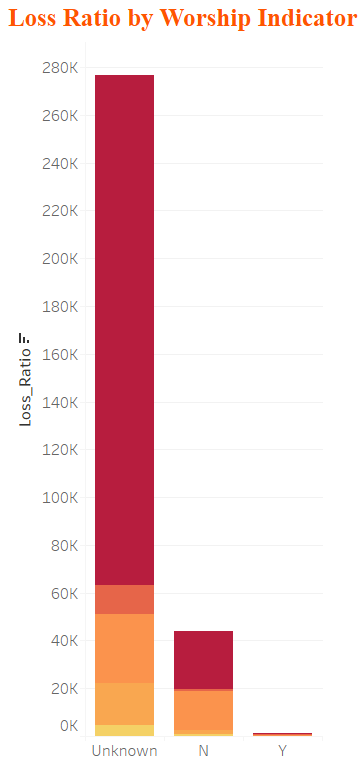 Loss Ratio by Worship Indicator
280K
260K
240K
220K
200K
180K
160K
140K
120K
100K
80K
60K
40K
20K
0K
Loss_Ratio
Unknown N Y